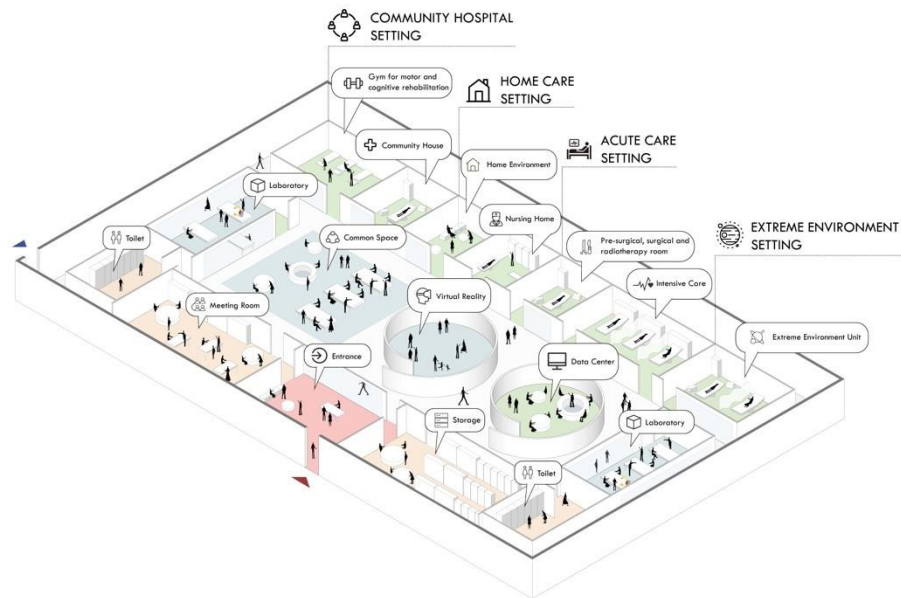 COMMUNITY HOSPITAL
SETTING
Gym for motor and
cognitive rehabilitation
HOME CARE
SETTING
Community House
ACUTE CARE
SETTING
Home Environment
Laboratory
Nursing Home
EXTREME ENVIRONMENT
SETTING
Toilet
Common Space
Pre-surgical, surgical and
radiotherapy room
Intensive Care
Meeting Room
Virtual Reality
Extreme Environment Unit
Entrance
Data Center
Storage
Laboratory
Toilet